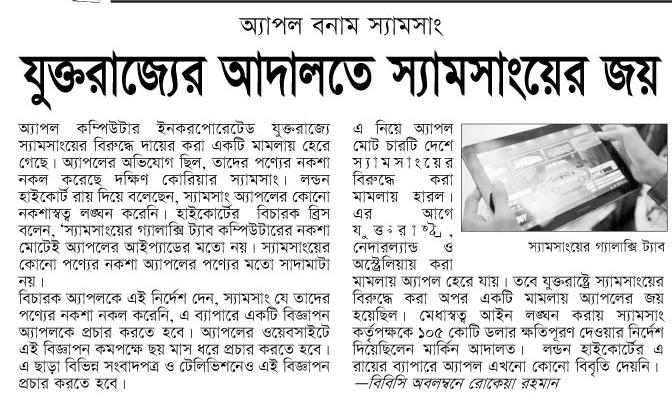 অ্যাপল বনাম স্যামসাং
যুক্তরাজ্যের আদালতে স্যামসাংয়ের জয়
অ্যাপল কম্পিউটার ইনকরপোরেটেড যুক্তরাজ্যে
স্যামসাংয়ের বিরুদ্ধে দায়ের করা একটি মামলায় হেরে
গেছে। অ্যাপলের অভিযোগ ছিল, তাদের পণ্যের নকশা
নকল করেছে দক্ষিণ কোরিয়ার স্যামসাং। লন্ডন
হাইকোর্ট রায় দিয়ে বলেছেন, স্যামসাং অ্যাপলের কোনো
নকশাস্বত্ব লঙ্ঘন করেনি। হাইকোর্টের বিচারক ব্রিস
বলেন, ‘স্যামসাংয়ের গ্যালাক্সি ট্যাব কম্পিউটারের নকশা
মোটেই অ্যাপলের আইপ্যাডের মতো নয়। স্যামসাংয়ের
কোনো পণ্যের নকশা অ্যাপলের পণ্যের মতো সাদামাটা
নয়।
বিচারক অ্যাপলকে এই নির্দেশ দেন, স্যামসাং যে তাদের
পণ্যের নকশা নকল করেনি, এ ব্যাপারে একটি বিজ্ঞাপন
অ্যাপলকে প্রচার করতে হবে। অ্যাপলের ওয়েবসাইটে
এই বিজ্ঞাপন কমপক্ষে ছয় মাস ধরে প্রচার করতে হবে।
এ ছাড়া বিভিন্ন সংবাদপত্র ও টেলিভিশনেও এই বিজ্ঞাপন
প্রচার করতে হবে।
এ নিয়ে অ্যাপল
মোট চারটি দেশে
স্যামসাংয়ের
বিরুদ্ধে করা
মামলায় হারল।
এর আগে
যুক্তরাষ্ট্র,
নেদারল্যান্ড ও
অস্ট্রেলিয়ায় করা
মামলায় অ্যাপল হেরে যায়। তবে যুক্তরাষ্ট্রে স্যামসাংয়ের
বিরুদ্ধে করা অপর একটি মামলায় অ্যাপলের জয়
হয়েছিল। মেধাস্বত্ব আইন লঙ্ঘন করায় স্যামসাং
কর্তৃপক্ষকে ১০৫ কোটি ডলার ক্ষতিপূরণ দেওয়ার নির্দেশ
দিয়েছিলেন মার্কিন আদালত। লন্ডন হাইকোর্টের এ
রায়ের ব্যাপারে অ্যাপল এখনো কোনো বিবৃতি দেয়নি।
—বিবিসি অবলম্বনে রোকেয়া রহমান
স্যামসাংয়ের গ্যালাক্সি ট্যাব